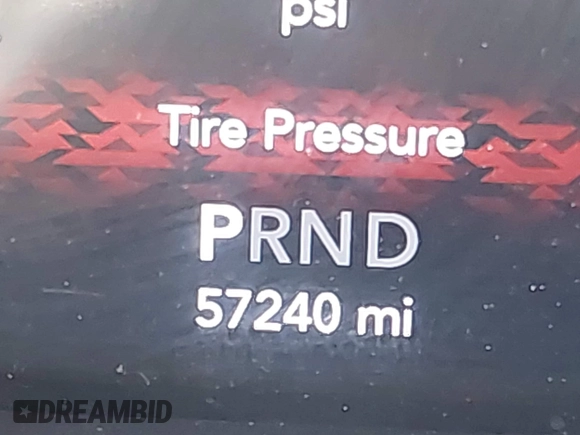 psi
Tire Pressure
PRND
57240 mi
DREAMBID